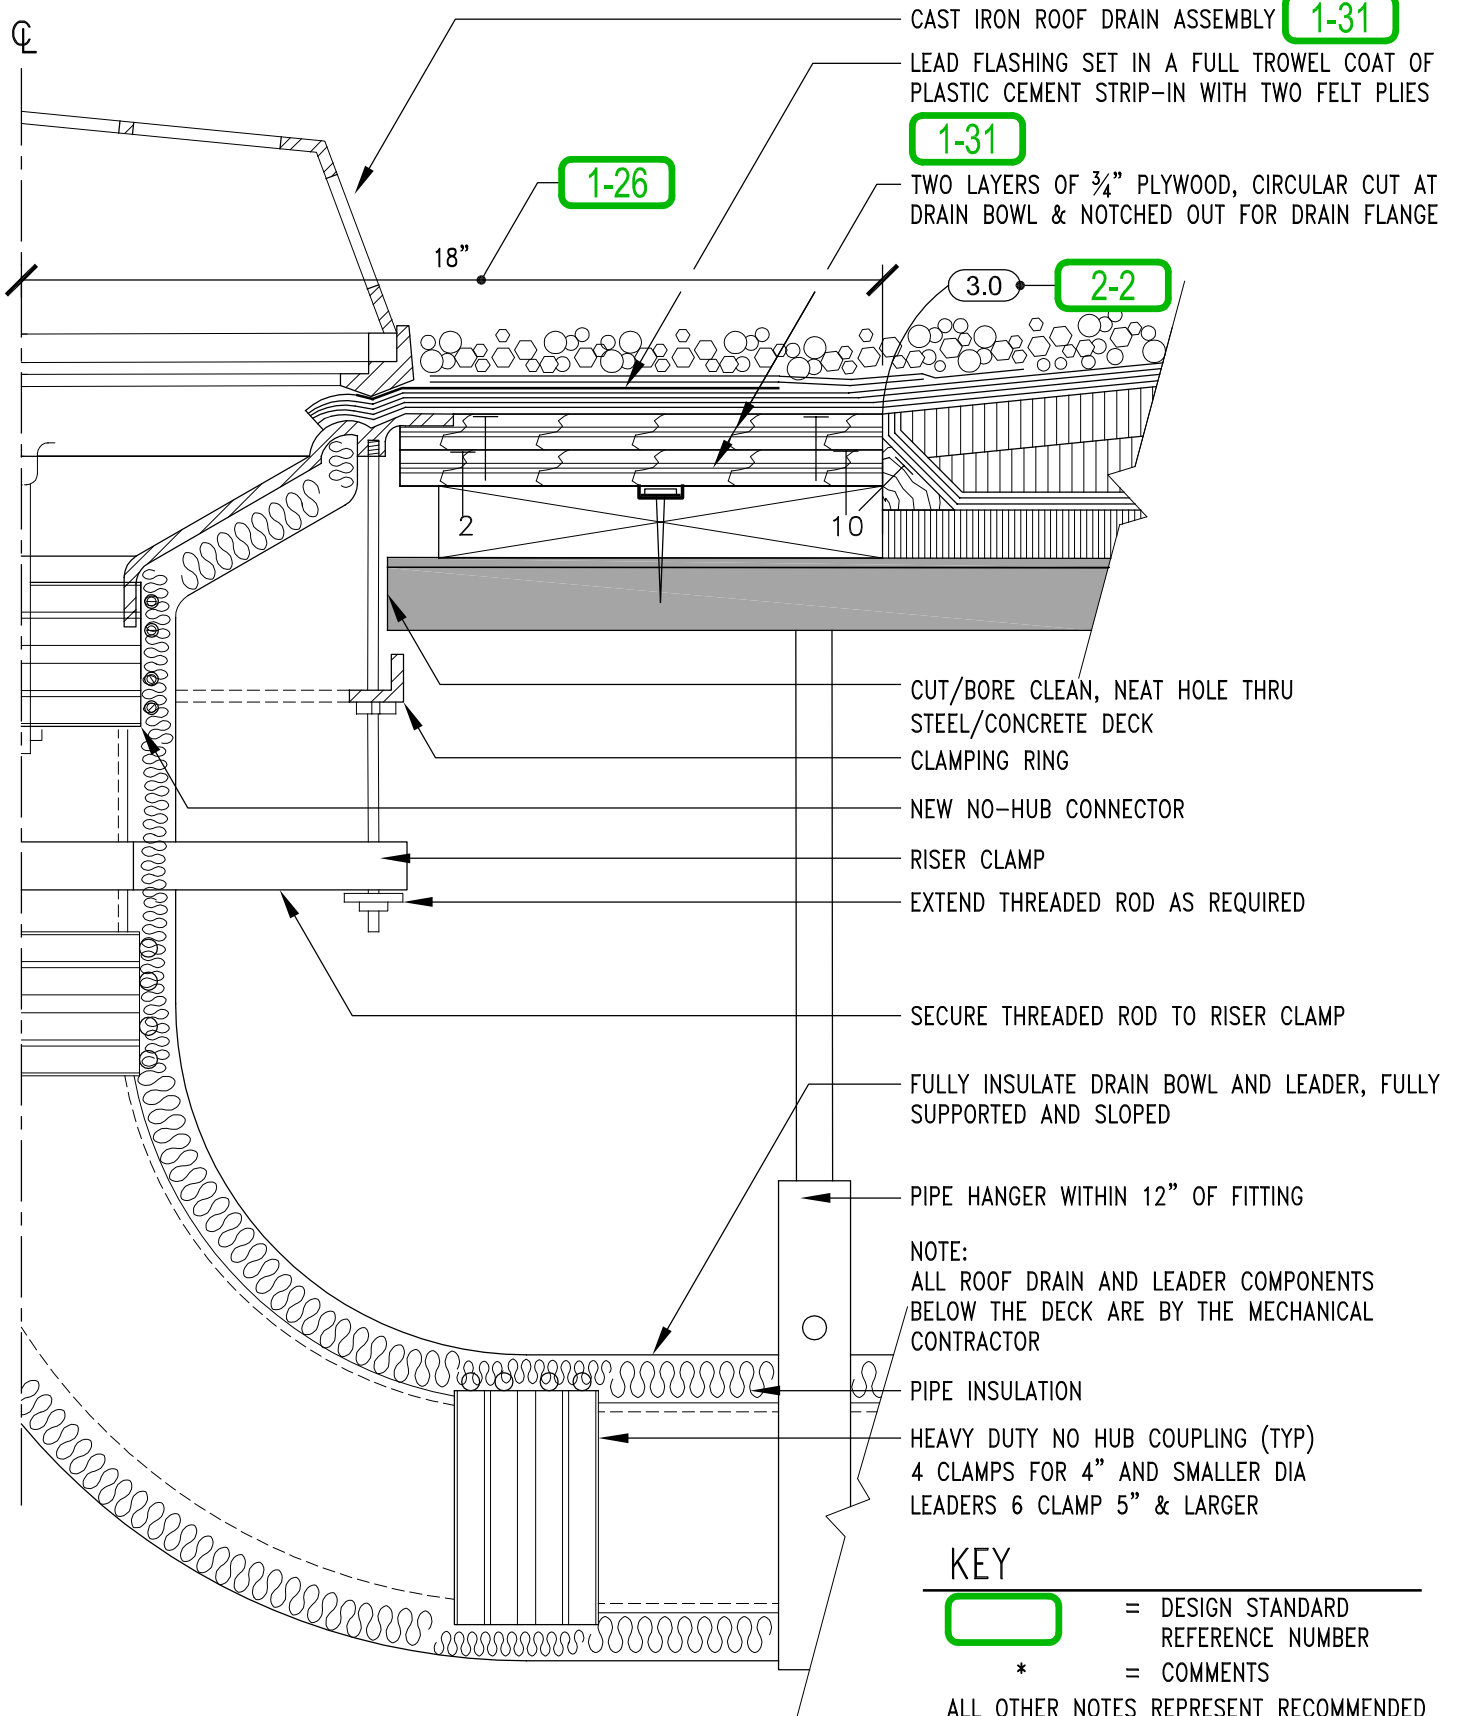 ℄
CAST IRON ROOF DRAIN ASSEMBLY 1-31
LEAD FLASHING SET IN A FULL TROWEL COAT OF
PLASTIC CEMENT STRIP-IN WITH TWO FELT PLIES
1-31
1-26
TWO LAYERS OF ¾" PLYWOOD, CIRCULAR CUT AT
DRAIN BOWL & NOTCHED OUT FOR DRAIN FLANGE
18"
3.0
2-2
2
10
CUT/BORE CLEAN, NEAT HOLE THRU
STEEL/CONCRETE DECK
CLAMPING RING
NEW NO-HUB CONNECTOR
RISER CLAMP
EXTEND THREADED ROD AS REQUIRED
SECURE THREADED ROD TO RISER CLAMP
FULLY INSULATE DRAIN BOWL AND LEADER, FULLY
SUPPORTED AND SLOPED
PIPE HANGER WITHIN 12" OF FITTING
NOTE:
ALL ROOF DRAIN AND LEADER COMPONENTS
BELOW THE DECK ARE BY THE MECHANICAL
CONTRACTOR
PIPE INSULATION
HEAVY DUTY NO HUB COUPLING (TYP)
4 CLAMPS FOR 4" AND SMALLER DIA
LEADERS 6 CLAMP 5" & LARGER
KEY
= DESIGN STANDARD
REFERENCE NUMBER
* = COMMENTS
ALL OTHER NOTES REPRESENT RECOMMENDED